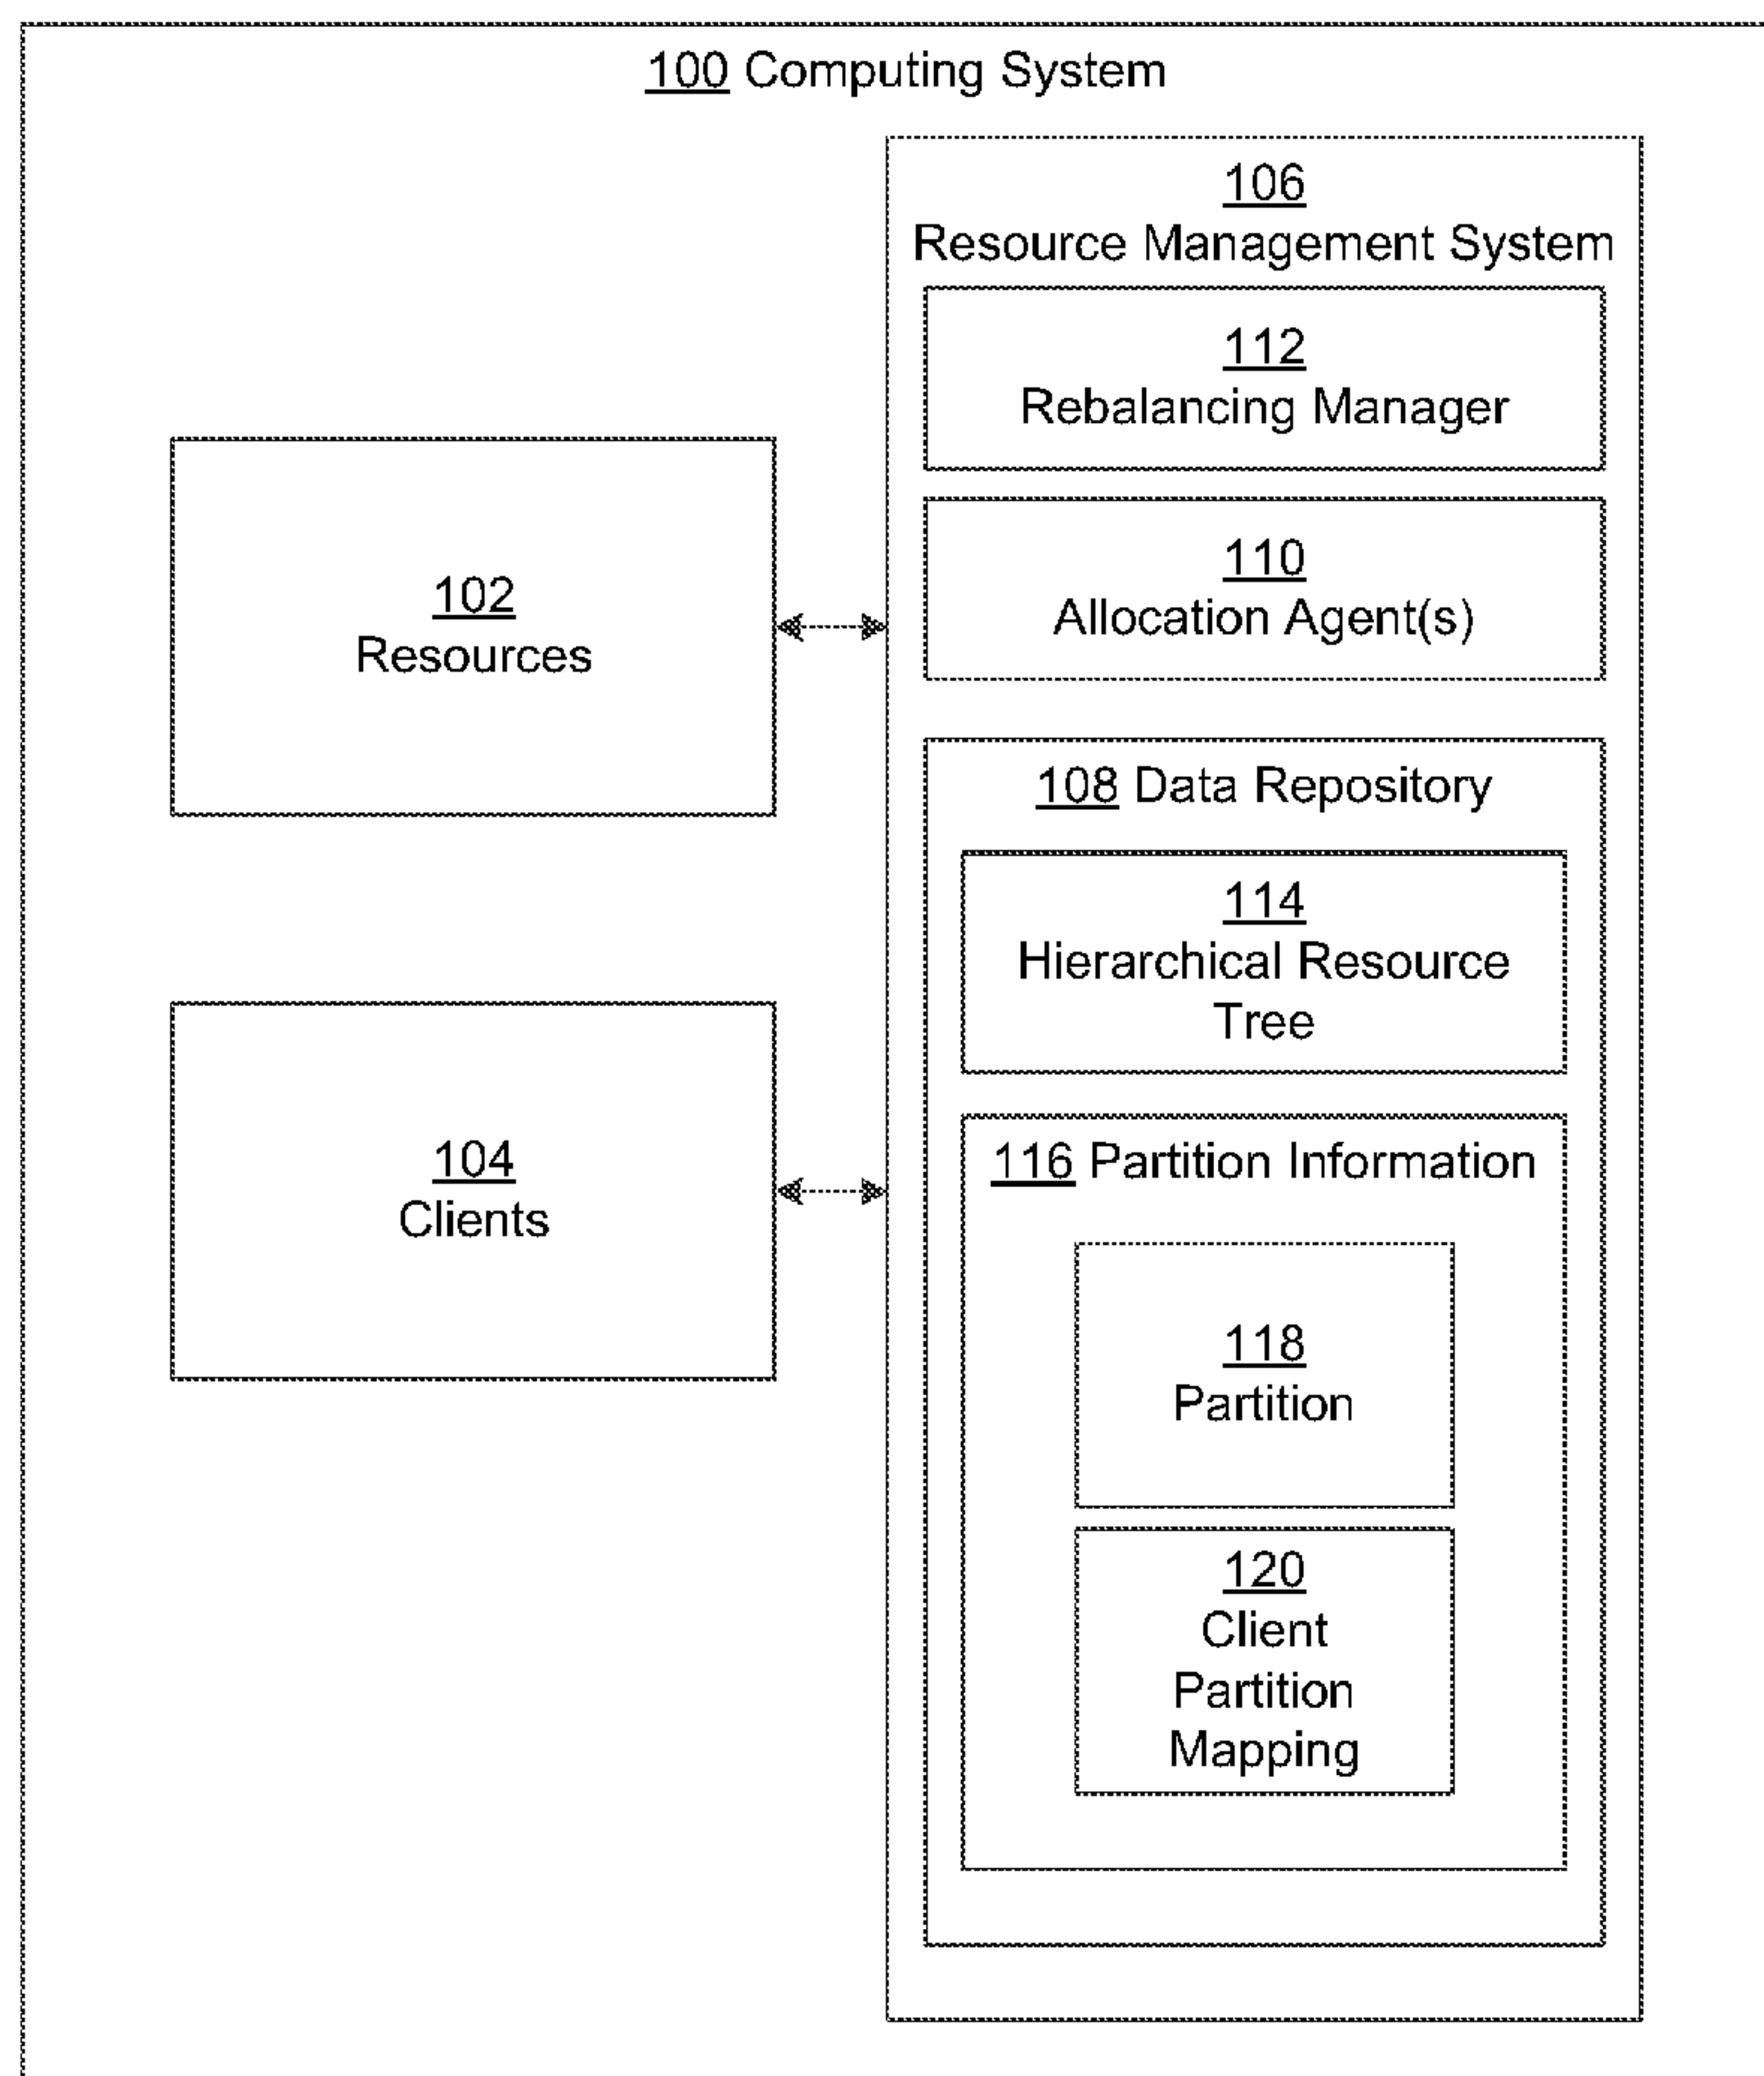 100 Computing System
106
Resource Management System
112
Rebalancing Manager
110
Allocation Agent(s)
102
Resources
108 Data Repository
114
Hierarchical Resource
Tree
104
Clients
116 Partition Information
118
Partition
120
Client
Partition
Mapping